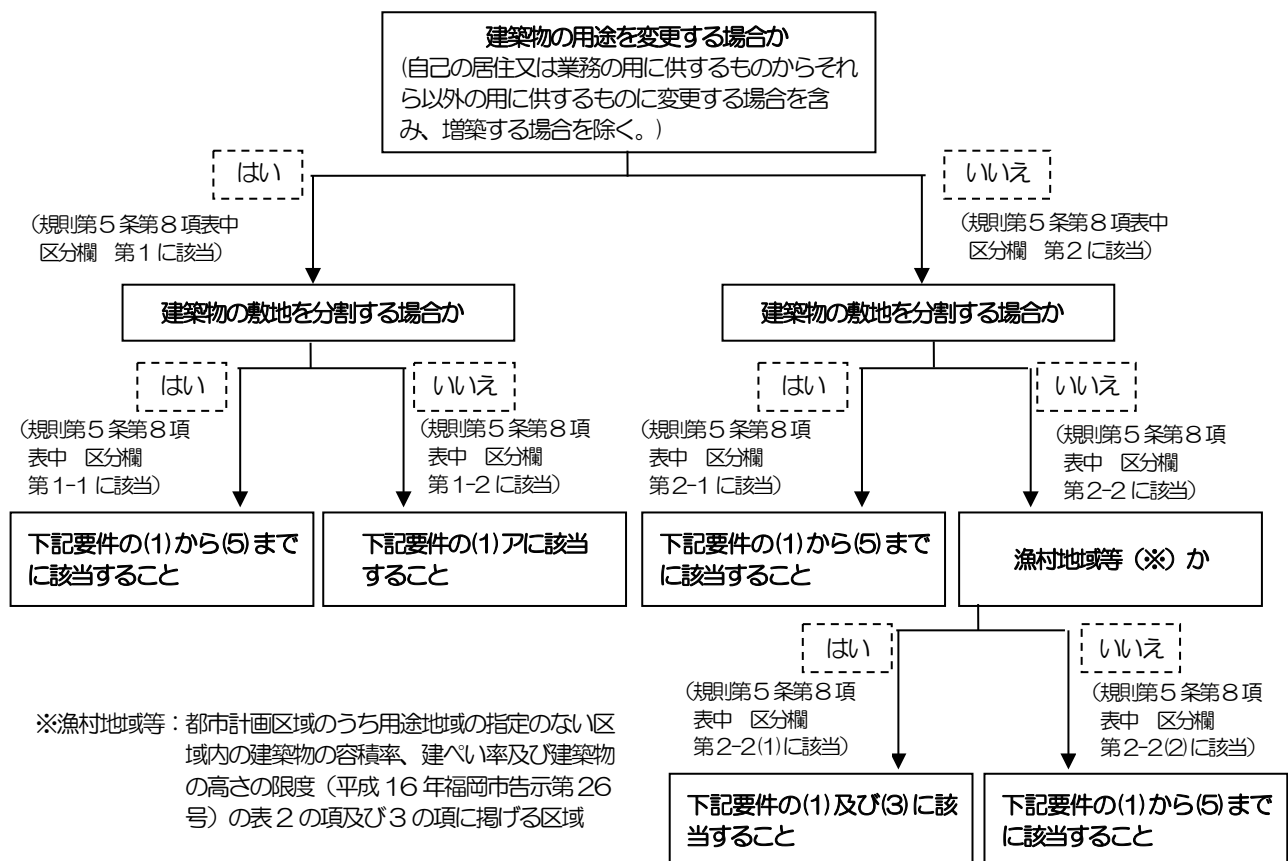 建築物の用途を変更する場合か
(自己の居住又は業務の用に供するものからそれ
ら以外の用に供するものに変更する場合を含
み、増築する場合を除く。)
はい
いいえ
(規則第5条第8項表中
区分欄 第1に該当)
(規則第5条第8項表中
区分欄 第2に該当)
建築物の敷地を分割する場合か
建築物の敷地を分割する場合か
はい
いいえ
はい
いいえ
(規則第5条第8項
表中 区分欄
第1-1に該当)
(規則第5条第8項
表中 区分欄
第1-2に該当)
(規則第5条第8項
表中 区分欄
第2-1に該当)
(規則第5条第8項
表中 区分欄
第2-2に該当)
下記要件の(1)から(5)まで
に該当すること
下記要件の(1)アに該当
すること
下記要件の(1)から(5)まで
に該当すること
漁村地域等(※)か
はい
いいえ
(規則第5条第8項
表中 区分欄
第2-2(1)に該当)
(規則第5条第8項
表中 区分欄
第2-2(2)に該当)
下記要件の(1)及び(3)に該
当すること
下記要件の(1)から(5)まで
に該当すること
※漁村地域等:都市計画区域のうち用途地域の指定のない区
域内の建築物の容積率、建ぺい率及び建築物
の高さの限度(平成16年福岡市告示第26
号)の表2の項及び3の項に掲げる区域